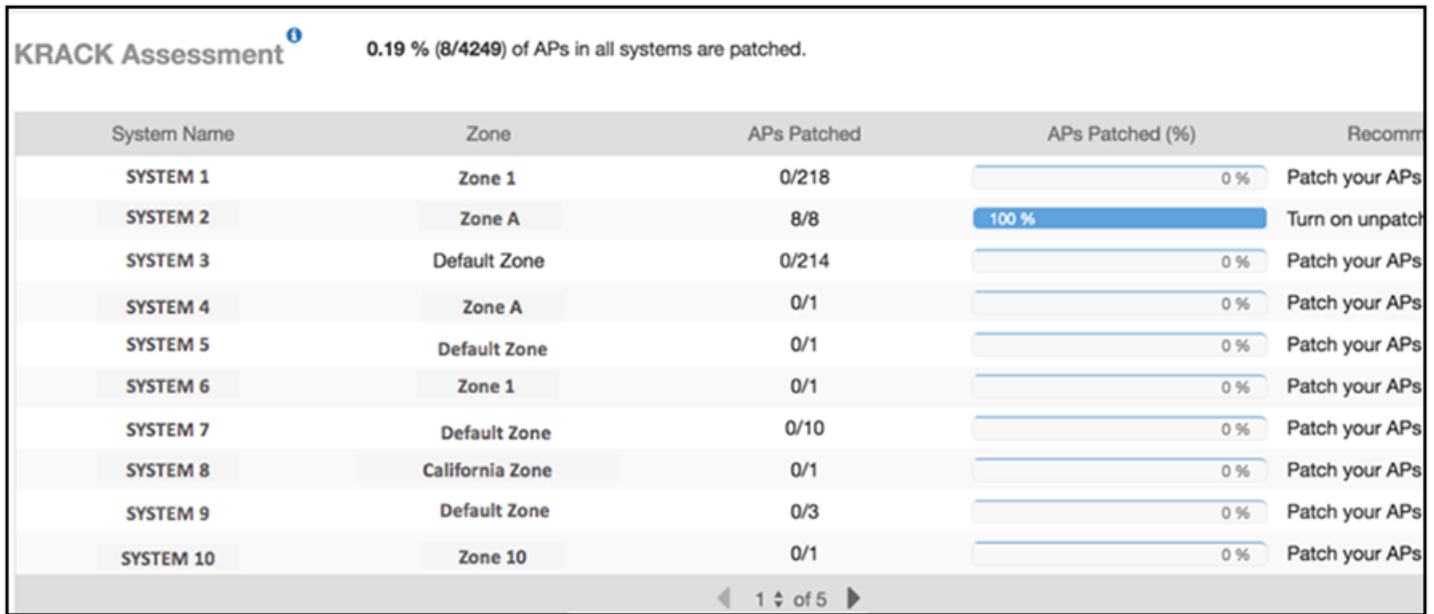 KRACK Assessment 0.19 % (8/4249) of APs in all systems are patched.
System Name Zone APs Patched APs Patched (%) Recomm
SYSTEM 1 Zone 1 0/218 0 % Patch your APs
SYSTEM 2 Zone A 8/8 100 % Turn on unpatch
SYSTEM 3 Default Zone 0/214 0 % Patch your APs
SYSTEM 4 Zone A 0/1 0 % Patch your APs
SYSTEM 5 Default Zone 0/1 0 % Patch your APs
SYSTEM 6 Zone 1 0/1 0 % Patch your APs
SYSTEM 7 Default Zone 0/10 0 % Patch your APs
SYSTEM 8 California Zone 0/1 0 % Patch your APs
SYSTEM 9 Default Zone 0/3 0 % Patch your APs
SYSTEM 10 Zone 10 0/1 0 % Patch your APs
1 of 5